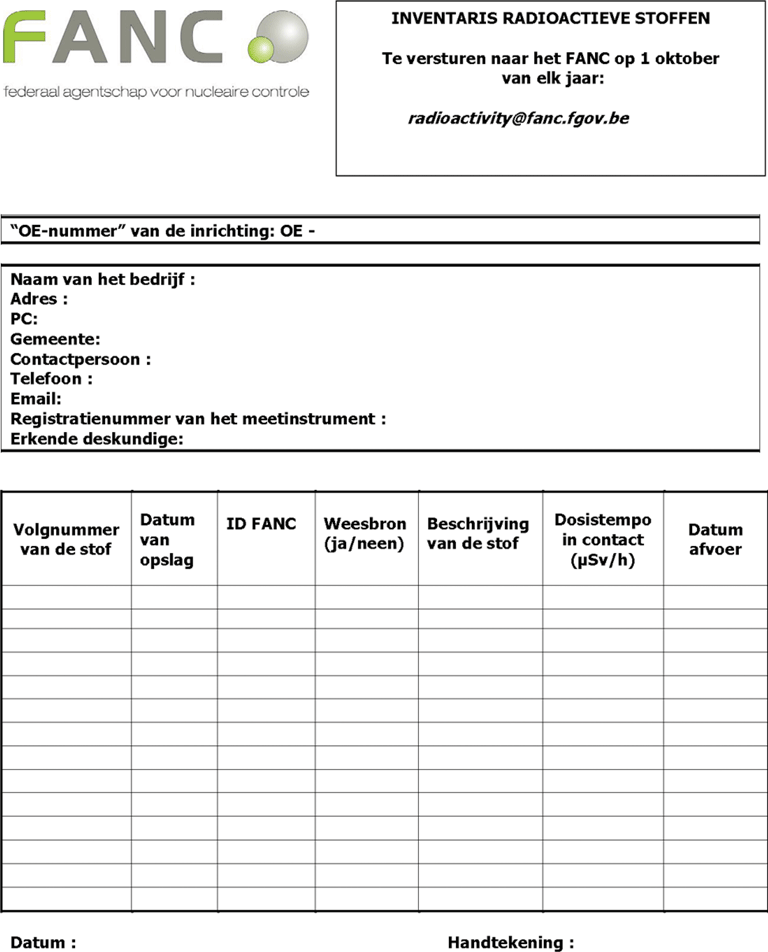 FANC
federaal agentschap voor nucleaire controle
INVENTARIS RADIOACTIEVE STOFFEN
Te versturen naar het FANC op 1 oktober
van elk jaar:
radioactivity@fanc.fgov.be
“OE-nummer” van de inrichting: OE -
Naam van het bedrijf :
Adres :
PC:
Gemeente:
Contactpersoon :
Telefoon :
Email:
Registratienummer van het meetinstrument :
Erkende deskundige:
Volgnummer
van de stof
Datum
van
opslag
ID FANC
Weesbron
(ja/neen)
Beschrijving
van de stof
Dosistempo
in contact
(µSv/h)
Datum
afvoer
Datum :
Handtekening :